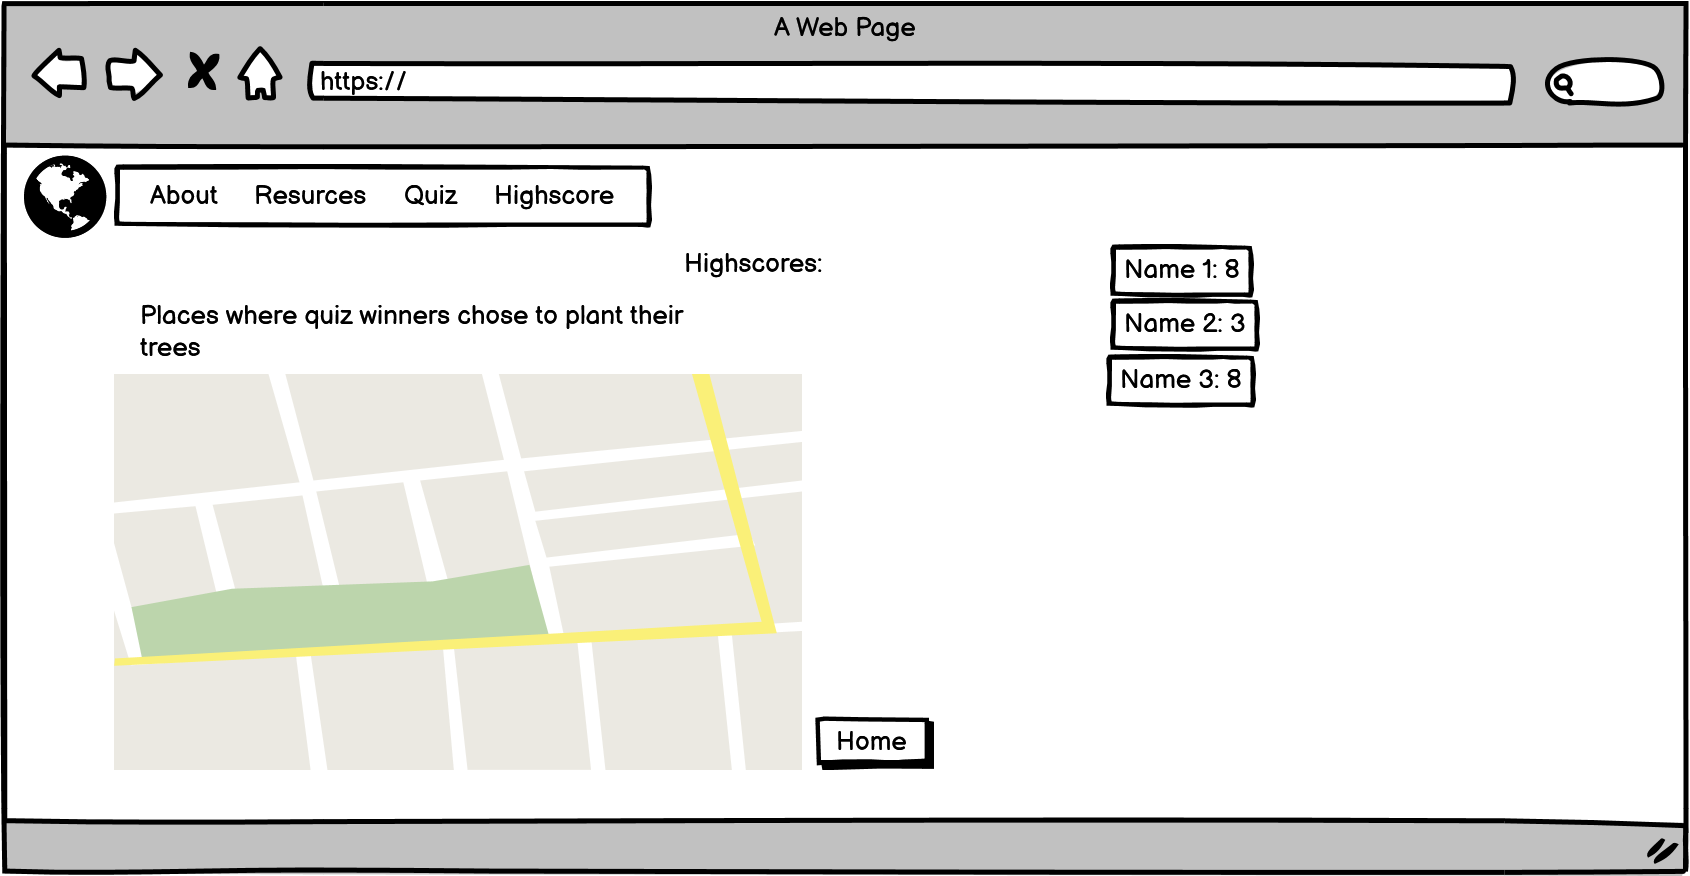 A Web Page
https://
About Resurces Quiz Highscore
Highscores:
Name 1: 8
Name 2: 3
Name 3: 8
Places where quiz winners chose to plant their
trees
Home